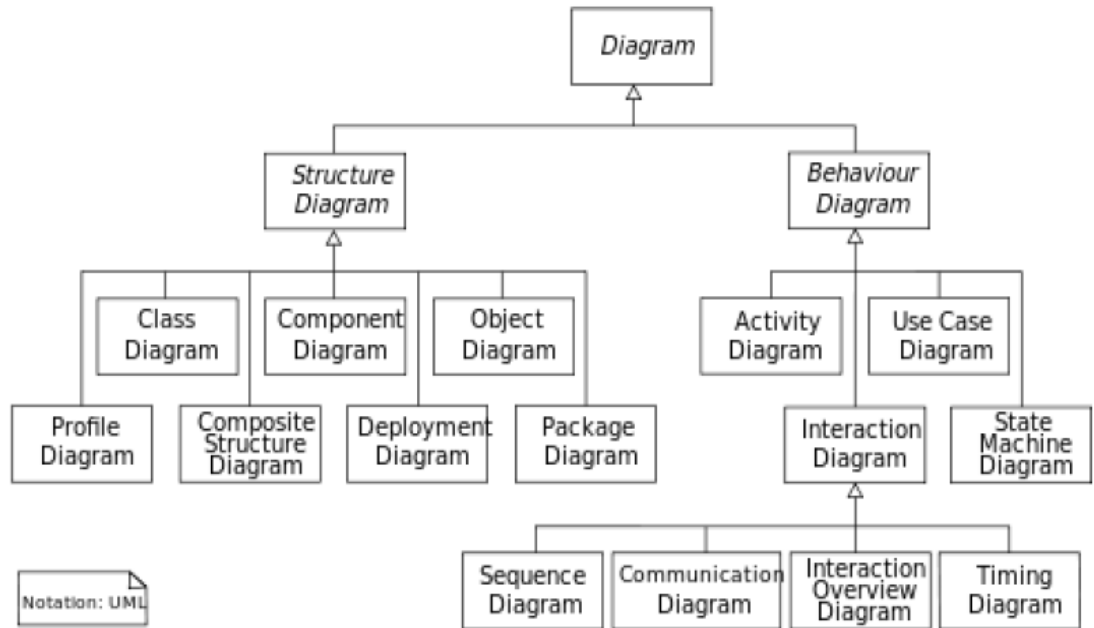 Diagram
Structure
Diagram
Behaviour
Diagram
Class
Diagram
Component
Diagram
Object
Diagram
Activity
Diagram
Use Case
Diagram
Profile
Diagram
Composite
Structure
Diagram
Deployment
Diagram
Package
Diagram
Interaction
Diagram
State
Machine
Diagram
Sequence
Diagram
Communication
Diagram
Interaction
Overview
Diagram
Timing
Diagram
Notation: UML